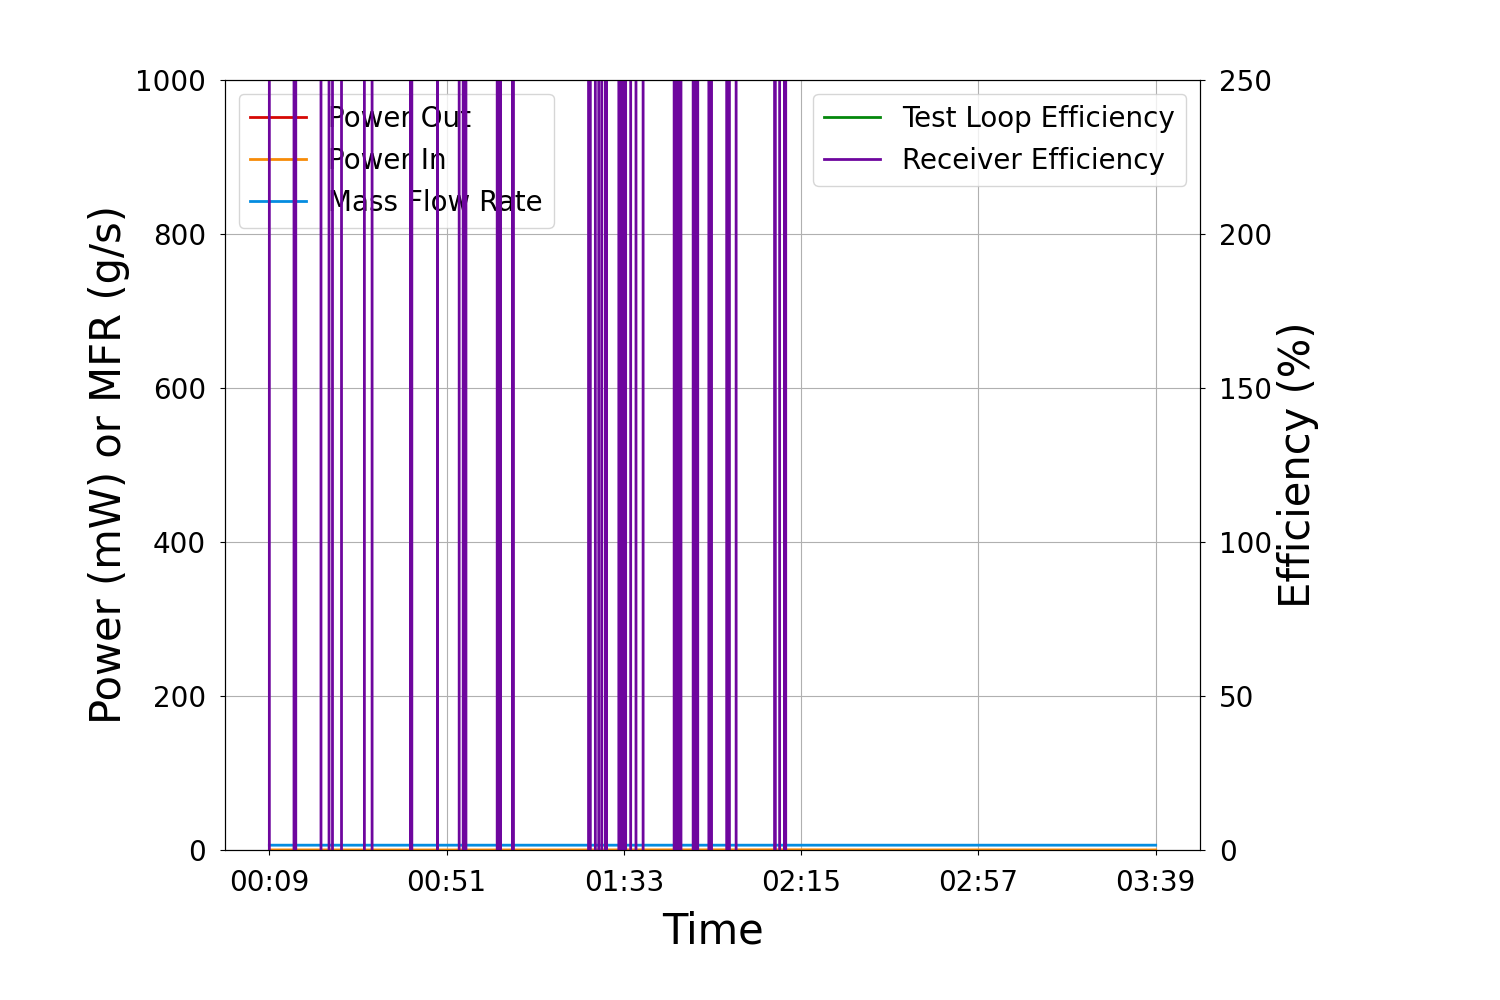 Power Out
Power In
Mass Flow Rate
Test Loop Efficiency
Receiver Efficiency
1000
800
600
400
200
0
250
200
150
100
50
0
Power (mW) or MFR (g/s)
Efficiency (%)
00:09 00:51 01:33 02:15 02:57 03:39
Time